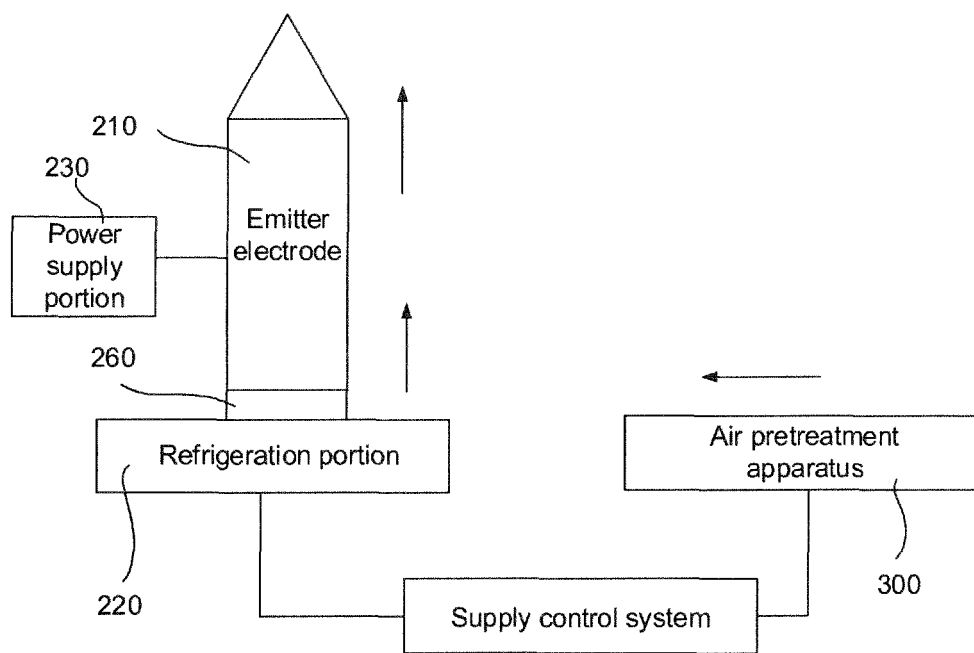 210
230
Power
supply
portion
Emitter
electrode
260
Refrigeration portion
Air pretreatment
apparatus
220
300
Supply control system